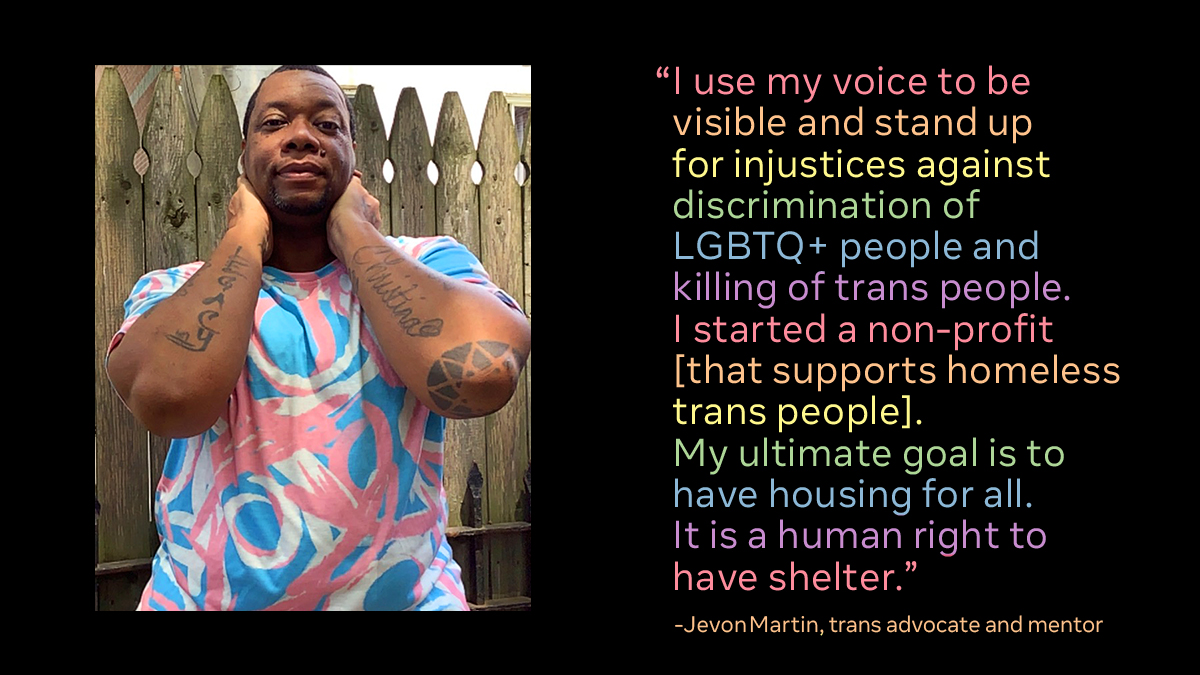 “I use my voice to be
visible and stand up
for injustices against
discrimination of
LGBTQ+ people and
killing of trans people.
I started a non-profit
[that supports homeless
trans people].
My ultimate goal is to
have housing for all.
It is a human right to
have shelter.”
-Jevon Martin, trans advocate and mentor